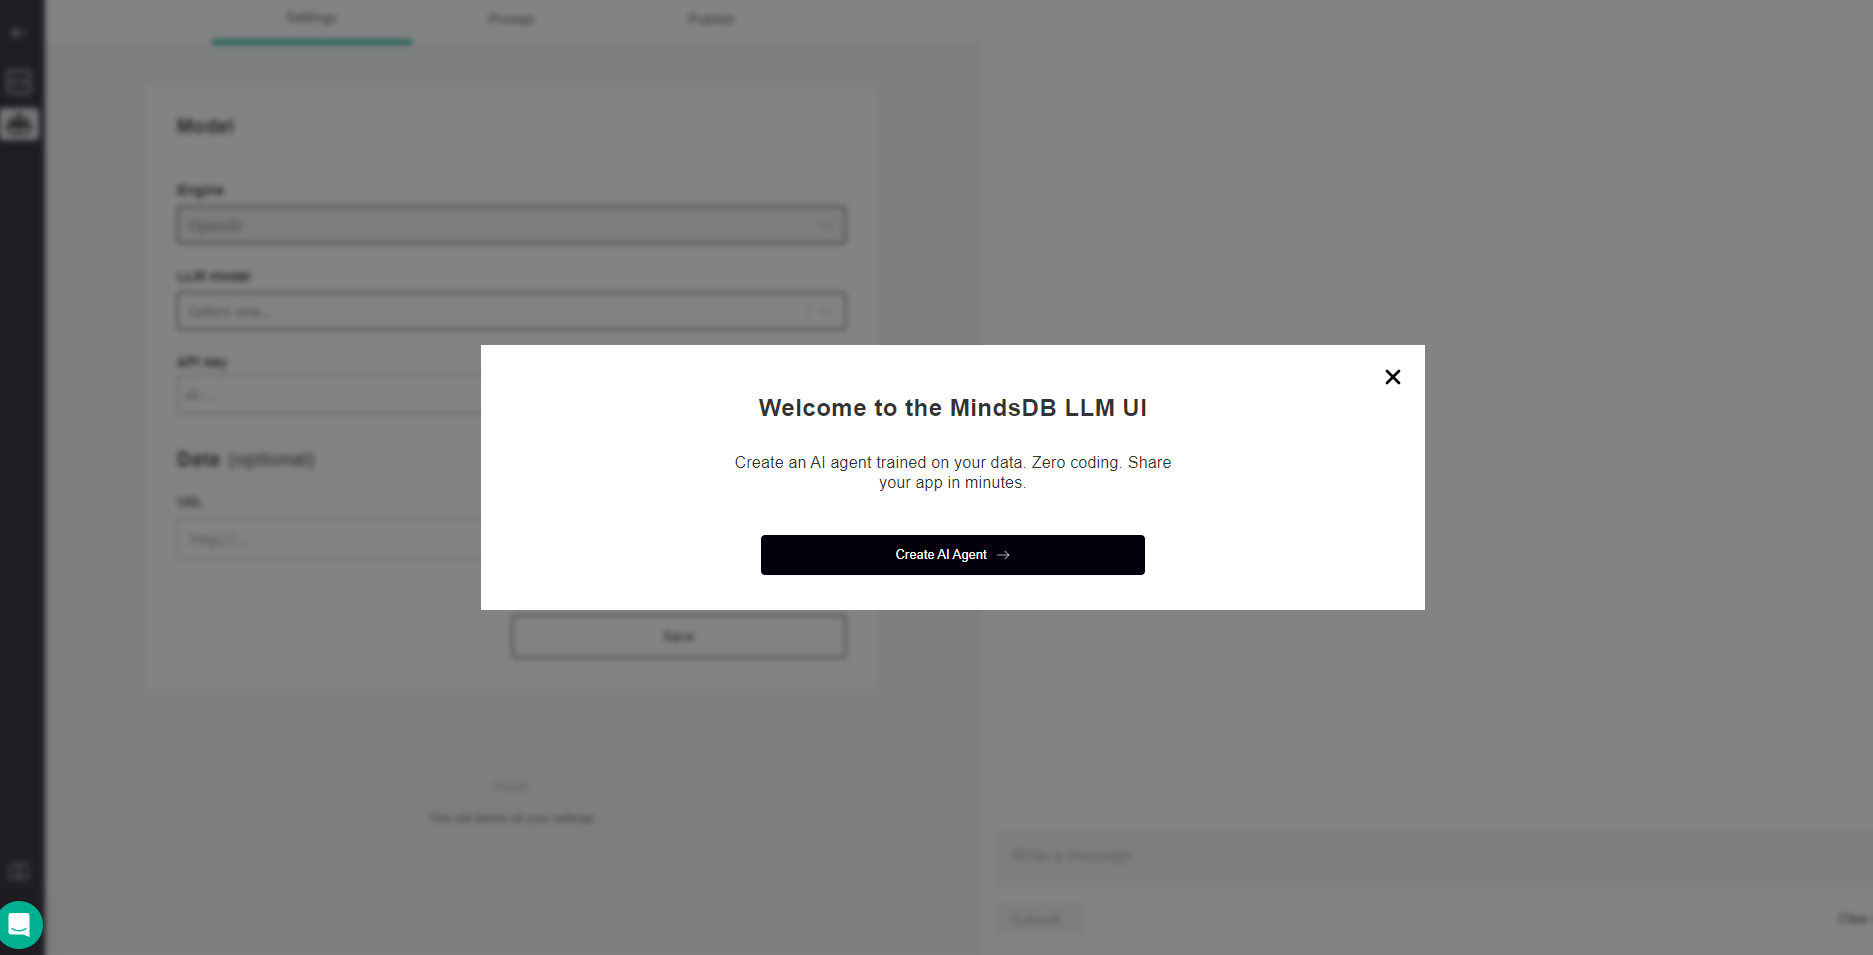 Settings
Prompt
Publish
Model
Engine
OpenAI
LLM model
Select one...
API key
sk-...
Data (optional)
URL
http://...
Save
Reset
This will delete all your settings
Welcome to the MindsDB LLM UI
Create an AI agent trained on your data. Zero coding. Share
your app in minutes.
Create AI Agent →
Write a message...
Submit
Clear